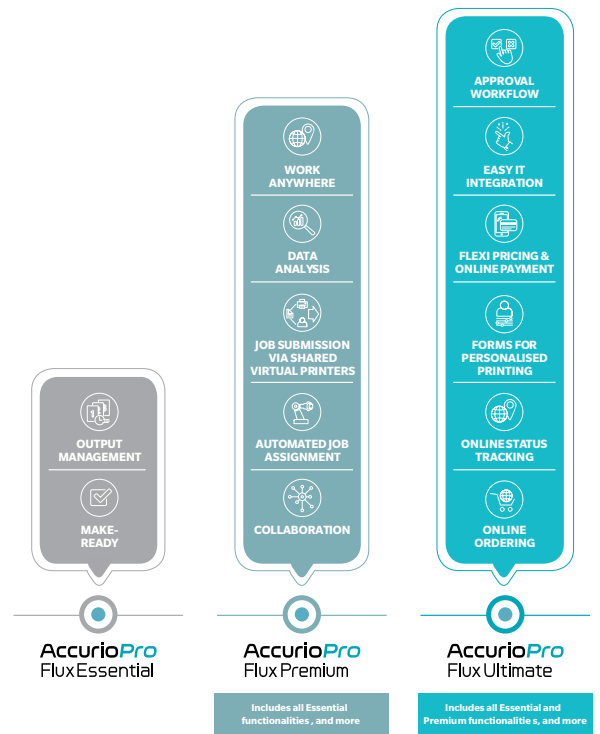 OUTPUT
MANAGEMENT
MAKE-
READY
AccurioPro
Flux Essential
WORK
ANYWHERE
DATA
ANALYSIS
JOB SUBMISSION
VIA SHARED
VIRTUAL PRINTERS
AUTOMATED JOB
ASSIGNMENT
COLLABORATION
AccurioPro
Flux Premium
Includes all Essential
functionalities , and more
APPROVAL
WORKFLOW
EASY IT
INTEGRATION
FLEXI PRICING &
ONLINE PAYMENT
FORMS FOR
PERSONALISED
PRINTING
ONLINE STATUS
TRACKING
ONLINE
ORDERING
AccurioPro
Flux Ultimate
Includes all Essential and
Premium functionalitie s, and more